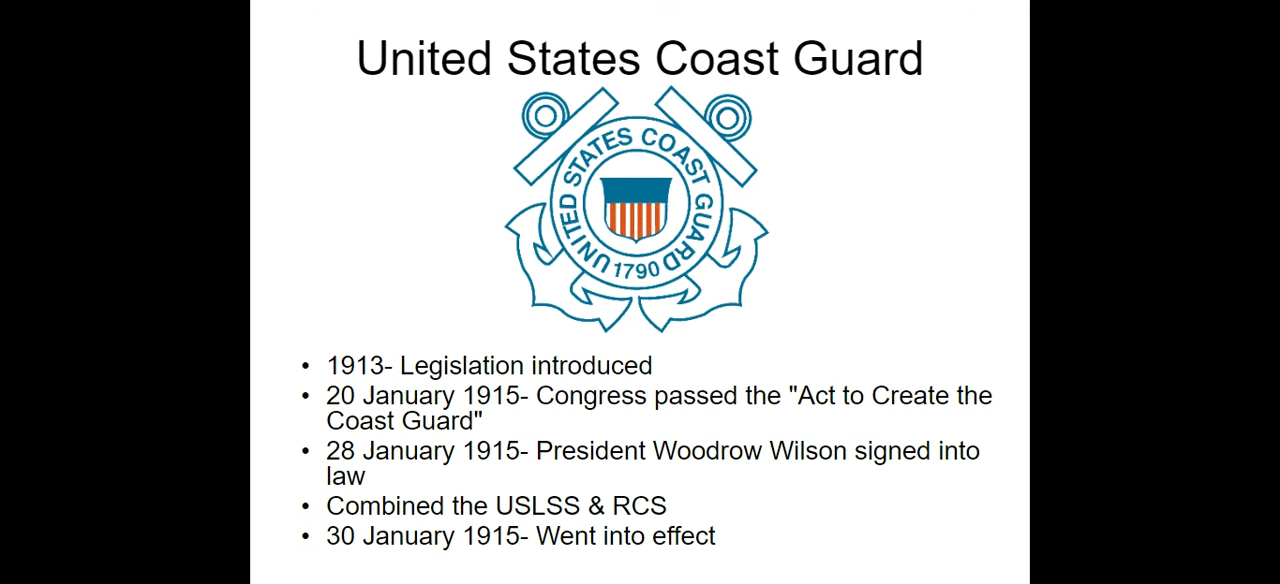 United States Coast Guard
UNITED STATES COAST GUARD
1790
• 1913- Legislation introduced
• 20 January 1915- Congress passed the "Act to Create the
Coast Guard"
• 28 January 1915- President Woodrow Wilson signed into
law
• Combined the USLSS & RCS
• 30 January 1915- Went into effect